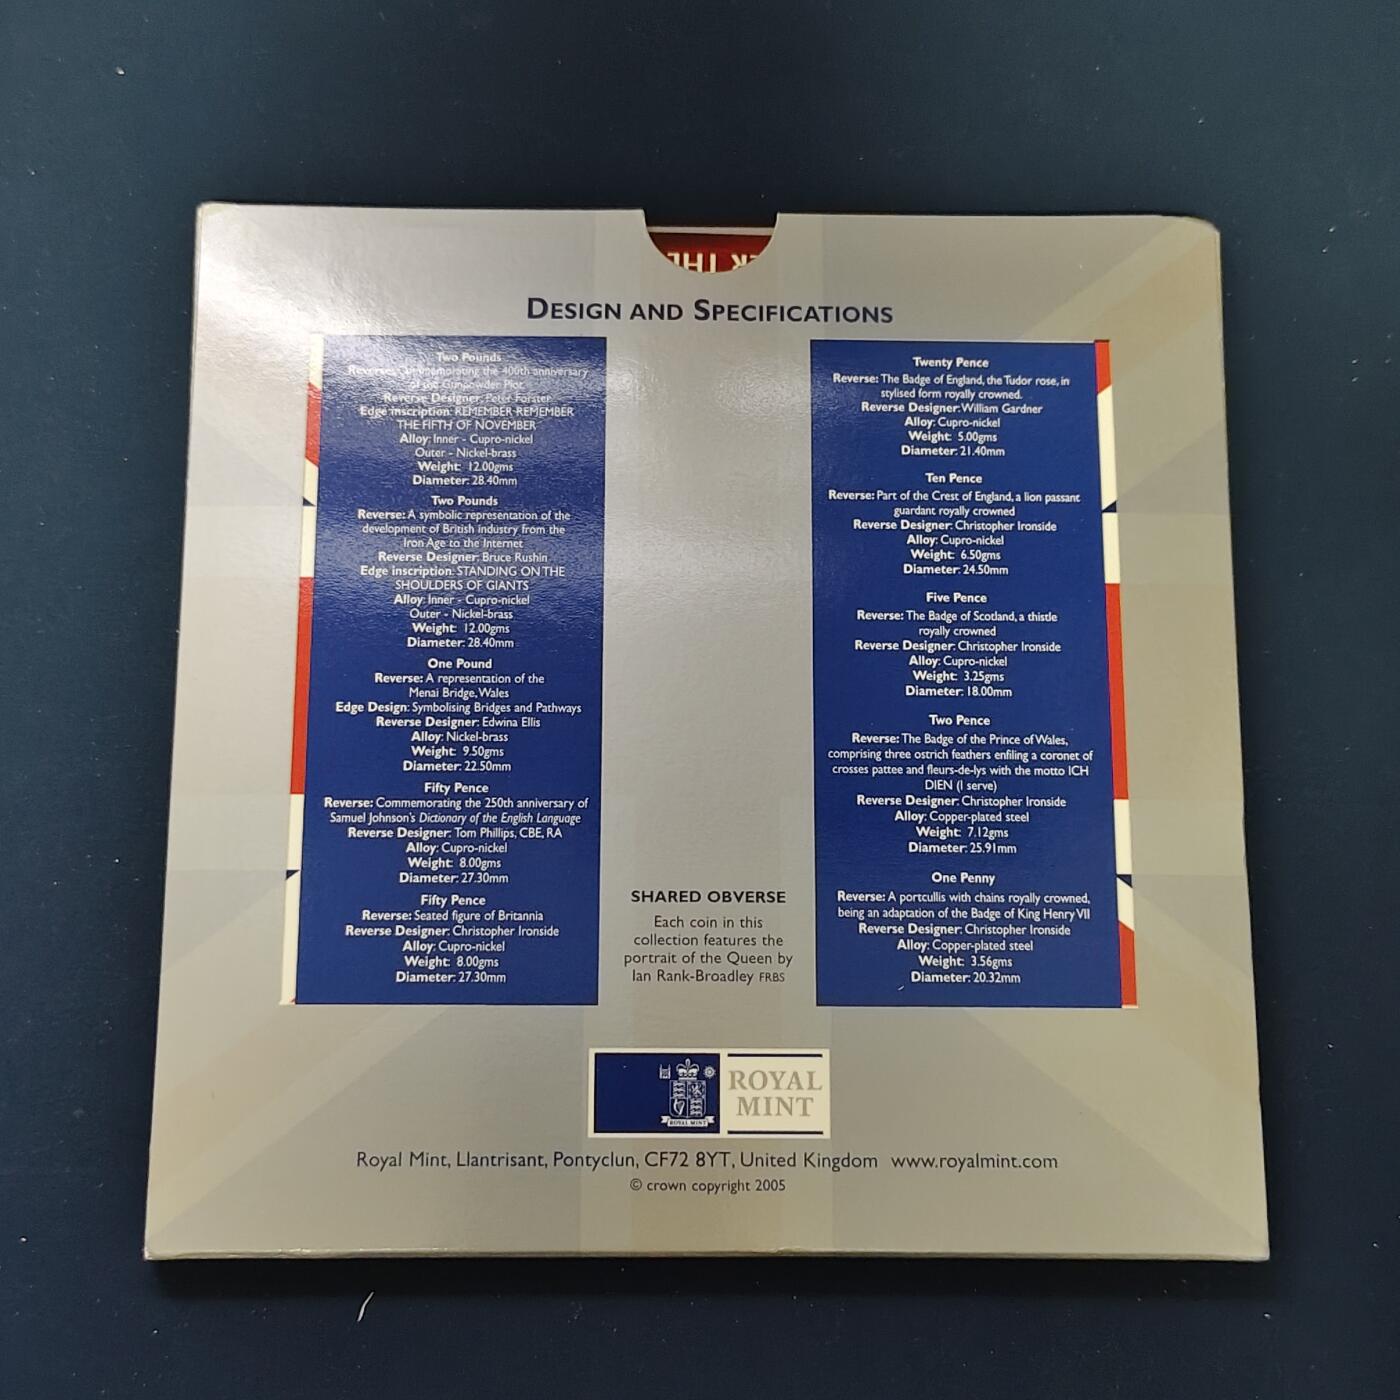 ER THE
DESIGN AND SPECIFICATIONS
Two Pounds
Reverse: Commemorating the 400th anniversary
of the Gunpowder Plot
Reverse Designer: Peter Forster
Edge inscription: REMEMBER REMEMBER
THE FIFTH OF NOVEMBER
Alloy: Inner - Cupro-nickel
Outer - Nickel-brass
Weight: 12.00gms
Diameter: 28.40mm
Two Pounds
Reverse: A symbolic representation of the
development of British industry from the
Iron Age to the Internet
Reverse Designer: Bruce Rushin
Edge inscription: STANDING ON THE
SHOULDERS OF GIANTS
Alloy: Inner - Cupro-nickel
Outer - Nickel-brass
Weight: 12.00gms
Diameter: 28.40mm
One Pound
Reverse: A representation of the
Menai Bridge, Wales
Edge Design: Symbolising Bridges and Pathways
Reverse Designer: Edwina Ellis
Alloy: Nickel-brass
Weight: 9.50gms
Diameter: 22.50mm
Fifty Pence
Reverse: Commemorating the 250th anniversary of
Samuel Johnson's Dictionary of the English Language
Reverse Designer: Tom Phillips, CBE, RA
Alloy: Cupro-nickel
Weight: 8.00gms
Diameter: 27.30mm
Fifty Pence
Reverse: Seated figure of Britannia
Reverse Designer: Christopher Ironside
Alloy: Cupro-nickel
Weight: 8.00gms
Diameter: 27.30mm
SHARED OBVERSE
Each coin in this
collection features the
portrait of the Queen by
Ian Rank-Broadley FRBS
Twenty Pence
Reverse: The Badge of England, the Tudor rose, in
stylised form royally crowned.
Reverse Designer: William Gardner
Alloy: Cupro-nickel
Weight: 5.00gms
Diameter: 21.40mm
Ten Pence
Reverse: Part of the Crest of England, a lion passant
guardant royally crowned
Reverse Designer: Christopher Ironside
Alloy: Cupro-nickel
Weight: 6.50gms
Diameter: 24.50mm
Five Pence
Reverse: The Badge of Scotland, a thistle
royally crowned
Reverse Designer: Christopher Ironside
Alloy: Cupro-nickel
Weight: 3.25gms
Diameter: 18.00mm
Two Pence
Reverse: The Badge of the Prince of Wales,
comprising three ostrich feathers enfiling a coronet of
crosses pattee and fleurs-de-lys with the motto ICH
DIEN (I serve)
Reverse Designer: Christopher Ironside
Alloy: Copper-plated steel
Weight: 7.12gms
Diameter: 25.91mm
One Penny
Reverse: A portcullis with chains royally crowned,
being an adaptation of the Badge of King Henry VII
Reverse Designer: Christopher Ironside
Alloy: Copper-plated steel
Weight: 3.56gms
Diameter: 20.32mm
ROYAL MINT
ROYAL
MINT
Royal Mint, Llantrisant, Pontyclun, CF72 8YT, United Kingdom www.royalmint.com
© crown copyright 2005